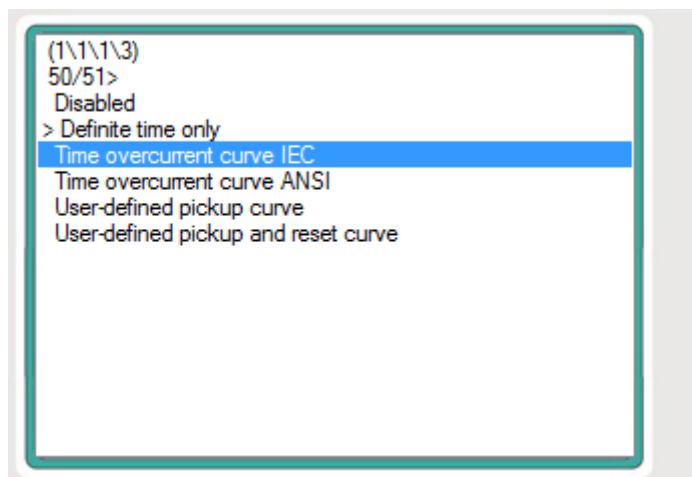 (1\1\1\3)
50/51>
Disabled
> Definite time only
Time overcurrent curve IEC
Time overcurrent curve ANSI
User-defined pickup curve
User-defined pickup and reset curve